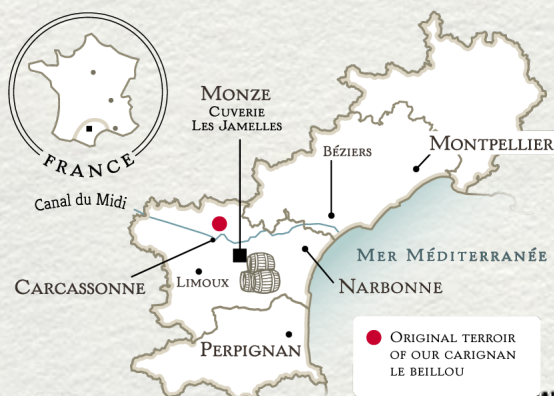 FRANCE
MONZE
CUVERIE
LES JAMELLES
BÉZIERS
MONTPELLIER
Canal du Midi
MER MÉDITERRANÉE
CARCASSONNE
LIMOUX
NARBONNE
PERPIGNAN
ORIGINAL TERROIR
OF OUR CARIGNAN
LE BEILLOU